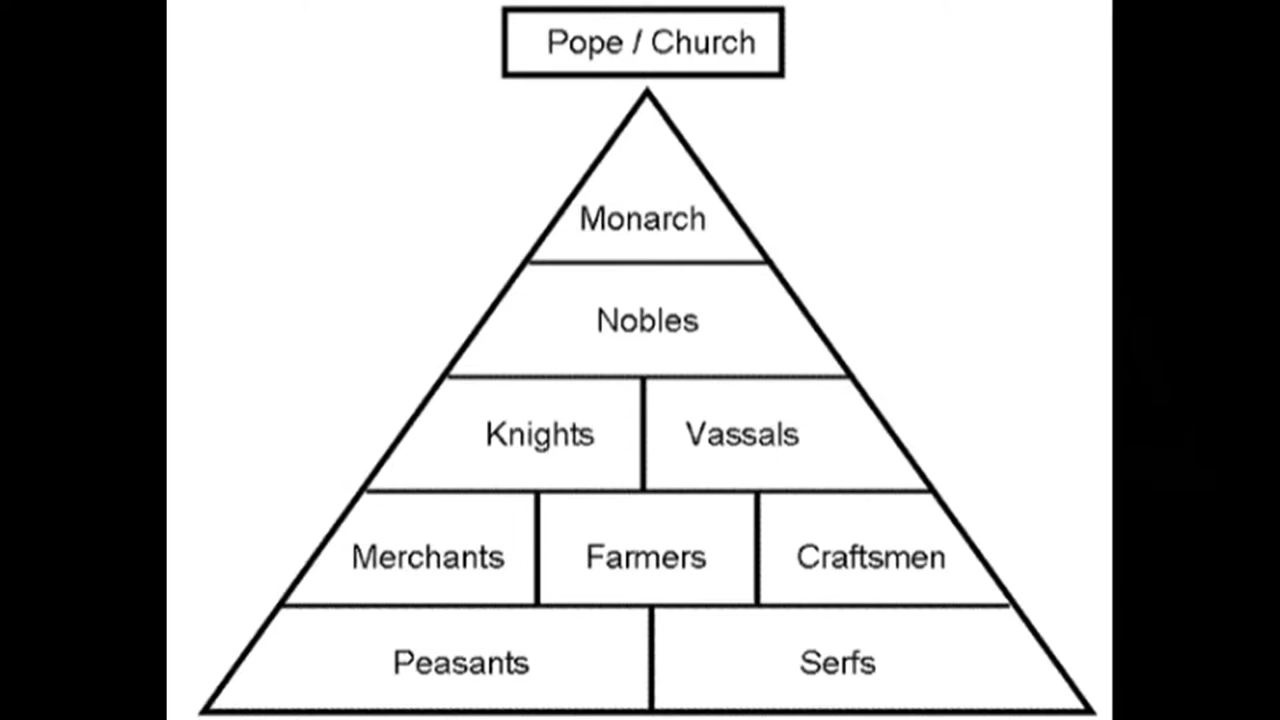 Pope / Church
Monarch
Nobles
Knights Vassals
Merchants Farmers Craftsmen
Peasants Serfs